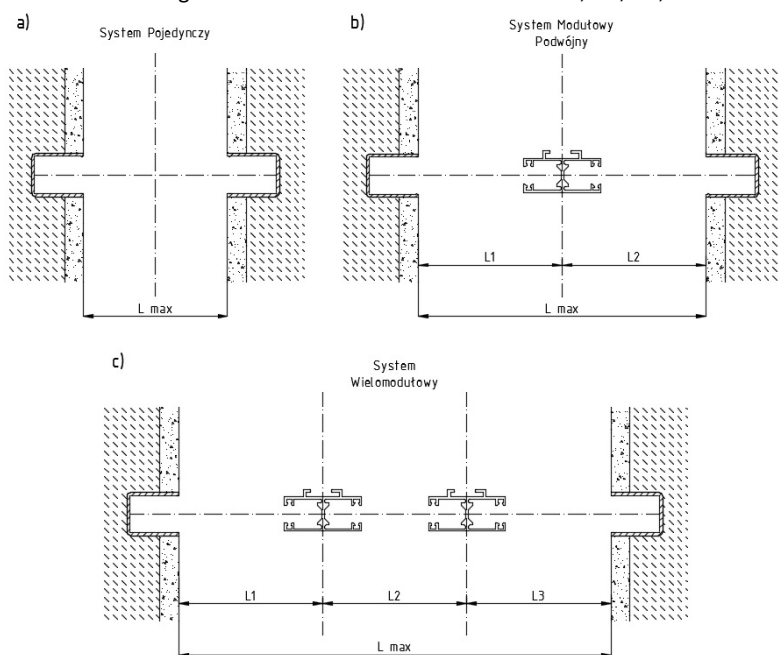 a)
System Pojedynczy
L max
b)
System Modułowy
Podwójny
L1
L2
L max
c)
System
Wielomodułowy
L1
L2
L3
L max